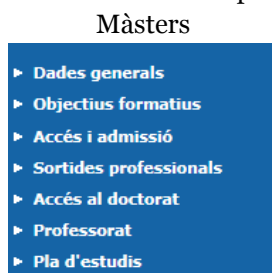 Màsters
Dades generals
Objectius formatius
Accés i admissió
Sortides professionals
Accés al doctorat
Professorat
Pla d'estudis